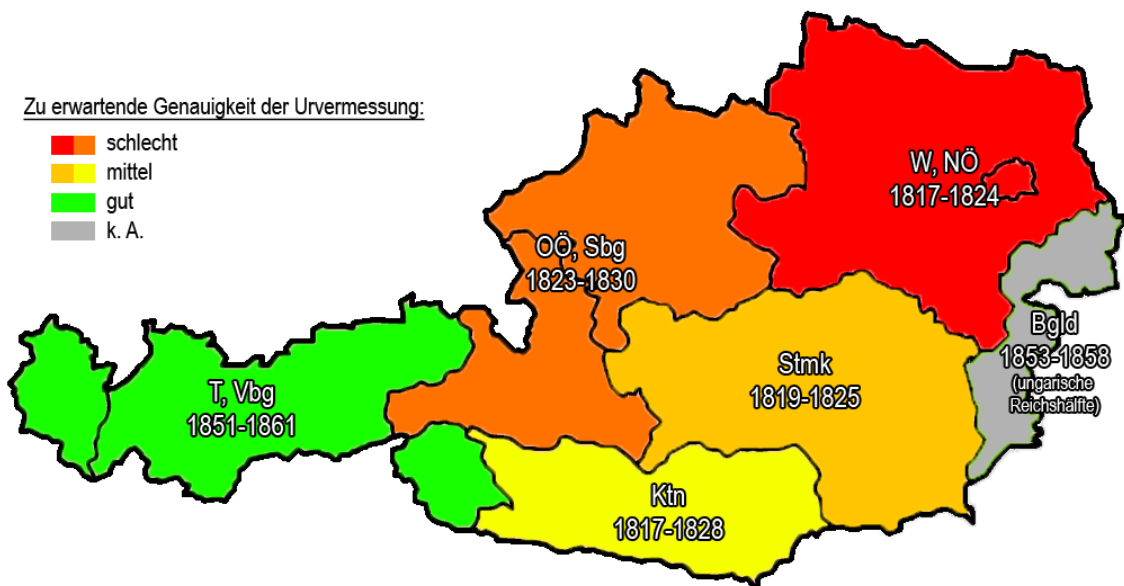 Zu erwartende Genauigkeit der Urvermessung:
schlecht
mittel
gut
k. A.
W, NÖ
1817-1824
OÖ, Sbg
1823-1830
Bgld
1853-1858
(ungarische
Reichshälfte)
Stmk
1819-1825
T, Vbg
1851-1861
Ktn
1817-1828